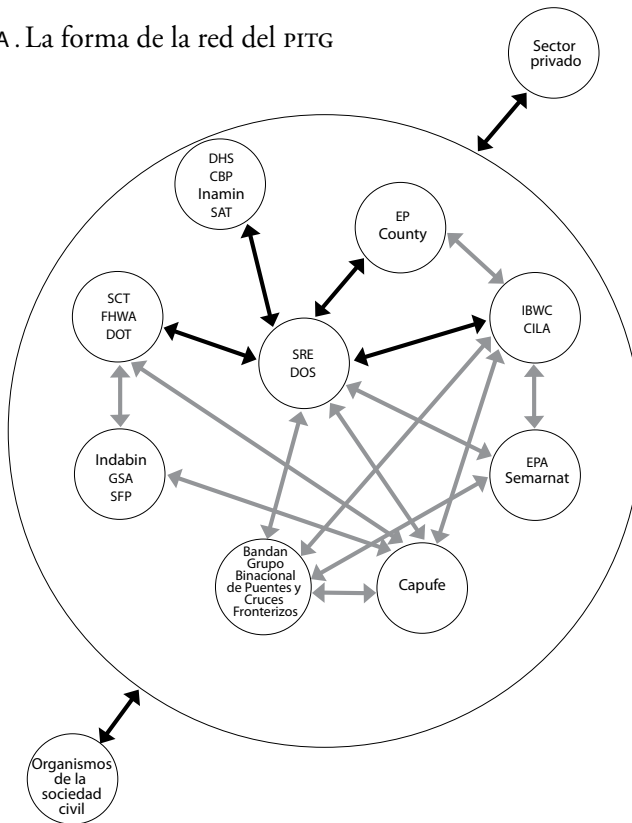 A. La forma de la red del PITG
Sector
privado
DHS
CBP
Inamin
SAT
EP
County
SCT
FHWA
DOT
IBWC
CILA
SRE
DOS
Indabin
GSA
SFP
EPA
Semarnat
Bandan
Grupo
Binacional
de Puentes y
Cruces
Fronterizos
Capufe
Organismos
de la
sociedad
civil